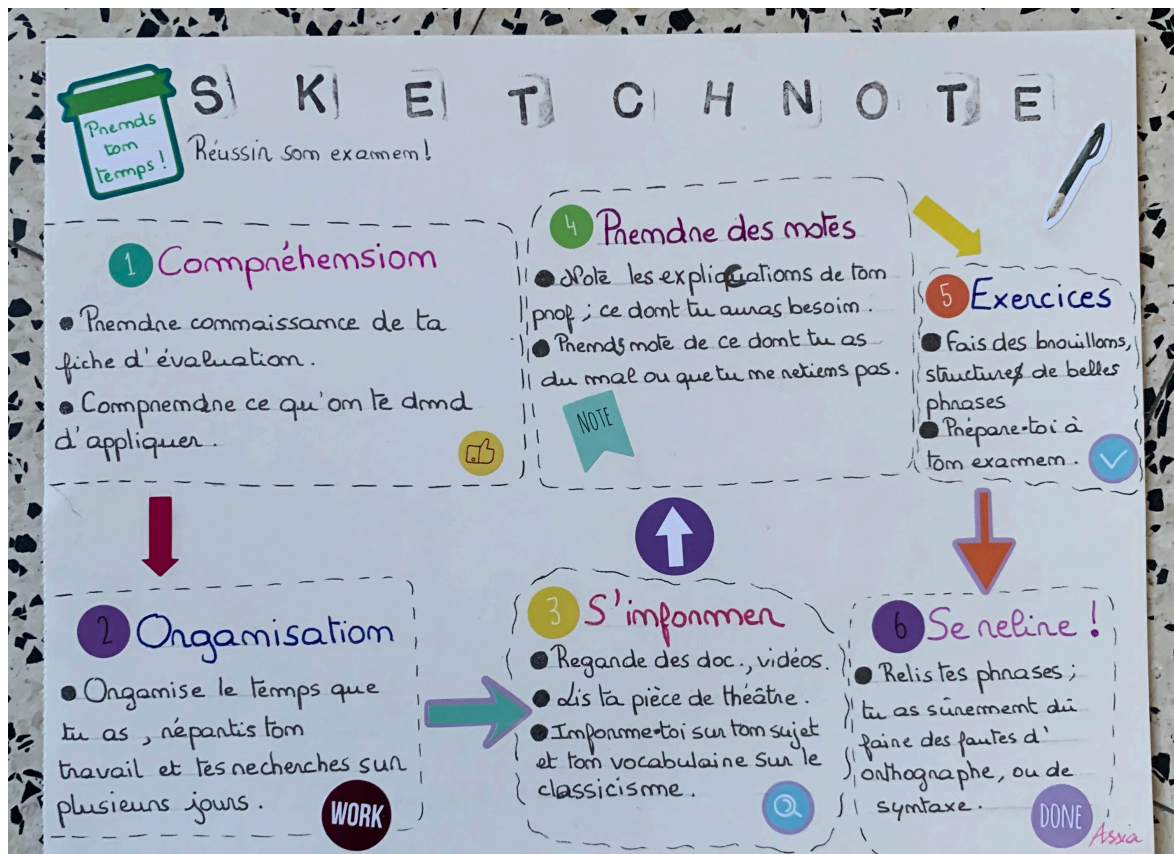 SKETCHNOTE
Prends
ton
temps !
Réussir son examen !
1 Compréhension
• Prendre connaissance de ta
fiche d'évaluation.
• Comprendre ce qu'on te dmd
d'appliquer.
2 Organisation
• Organise le temps que
tu as, répartis ton
travail et tes recherches sur
plusieurs jours.
WORK
3 S'informer
• Regarde des doc., vidéos.
• Lis ta pièce de théâtre.
• Informe-toi sur ton sujet
et ton vocabulaire sur le
classicisme.
4 Prendre des notes
• Note les explications de ton
prof ; ce dont tu auras besoin.
• Prends note de ce dont tu as
du mal ou que tu ne retiens pas.
NOTE
5 Exercices
• Fais des brouillons,
structures de belles
phrases
• Prépare-toi à
ton examen.
6 Se relire !
• Relis tes phrases ;
tu as sûrement dû
faire des fautes d'
orthographe, ou de
syntaxe.
DONE
Assia